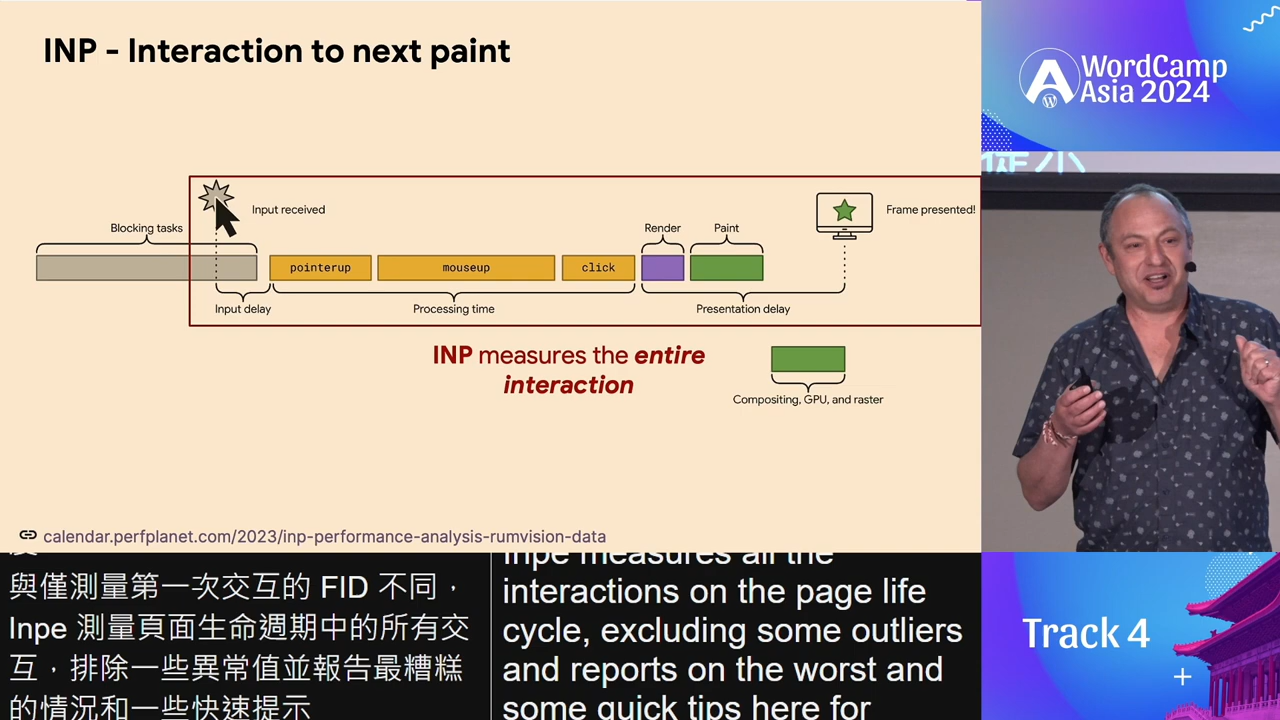 INP - Interaction to next paint
Input received
Frame presented!
Blocking tasks
Render
Paint
pointerup
mouseup
click
Input delay
Processing time
Presentation delay
INP measures the entire
interaction
Compositing, GPU, and raster
calendar.perfplanet.com/2023/inp-performance-analysis-rumvision-data
WordCamp
Asia 2024
與僅測量第一次交互的 FID 不同，
Inpe 測量頁面生命週期中的所有交
互，排除一些異常值並報告最糟糕
的情況和一些快速提示
Inpe measures all the
interactions on the page life
cycle, excluding some outliers
and reports on the worst and
some quick tips here for
Track 4